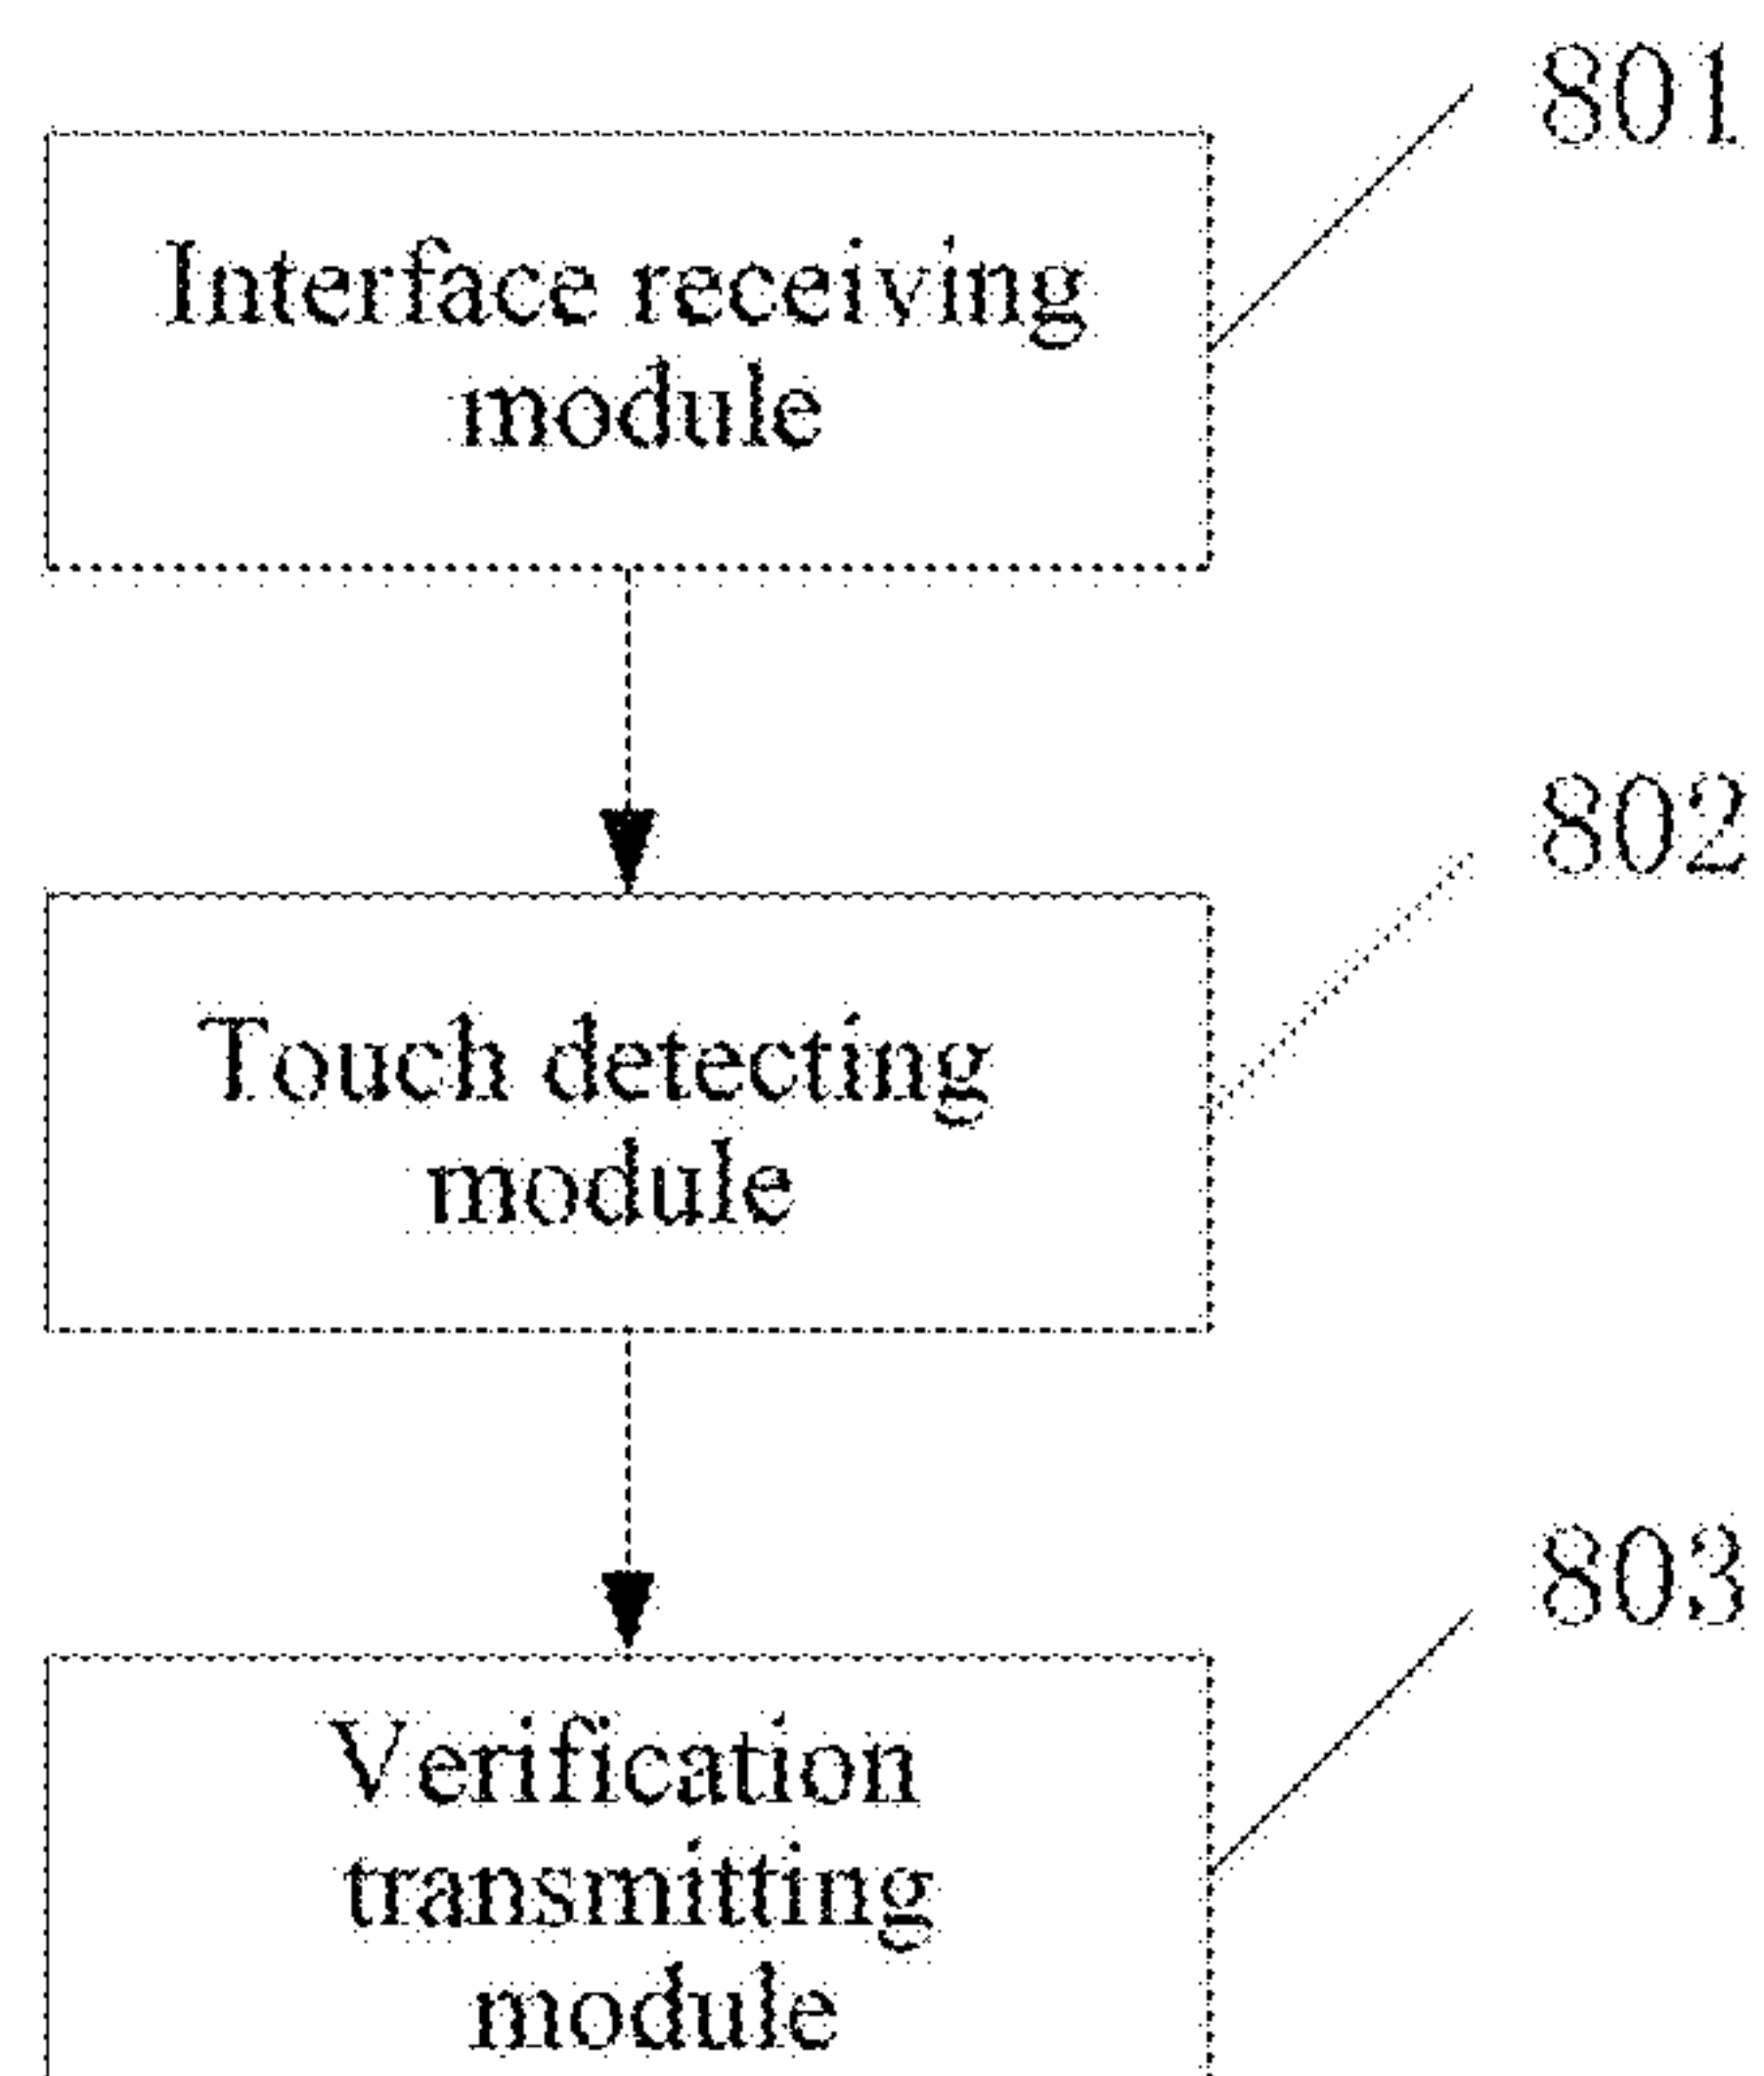 801
Interface receiving
module
802
Touch detecting
module
803
Verification
transmitting
module